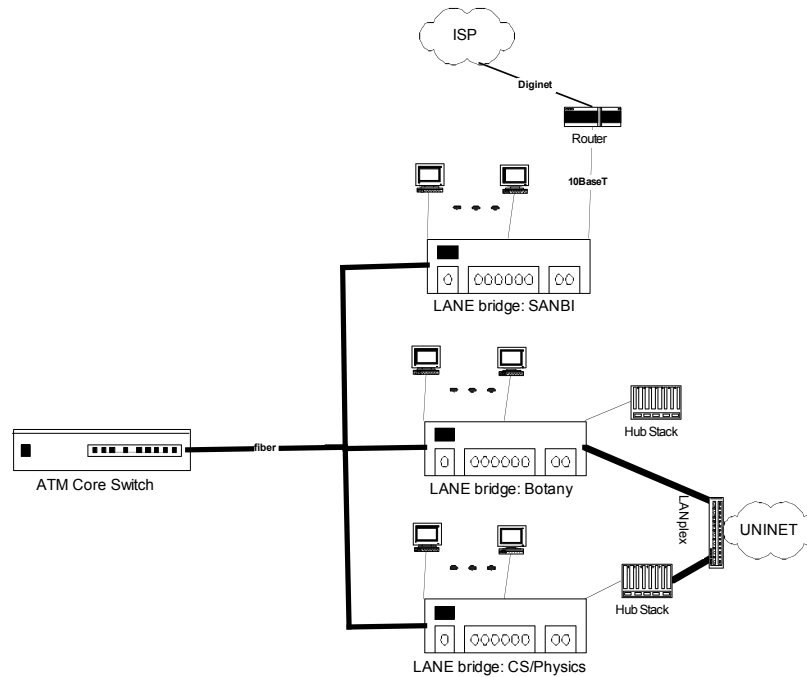 ISP
Diginet
Router
10BaseT
LANE bridge: SANBI
Hub Stack
fiber
ATM Core Switch
LANE bridge: Botany
LANplex
UNINET
Hub Stack
LANE bridge: CS/Physics